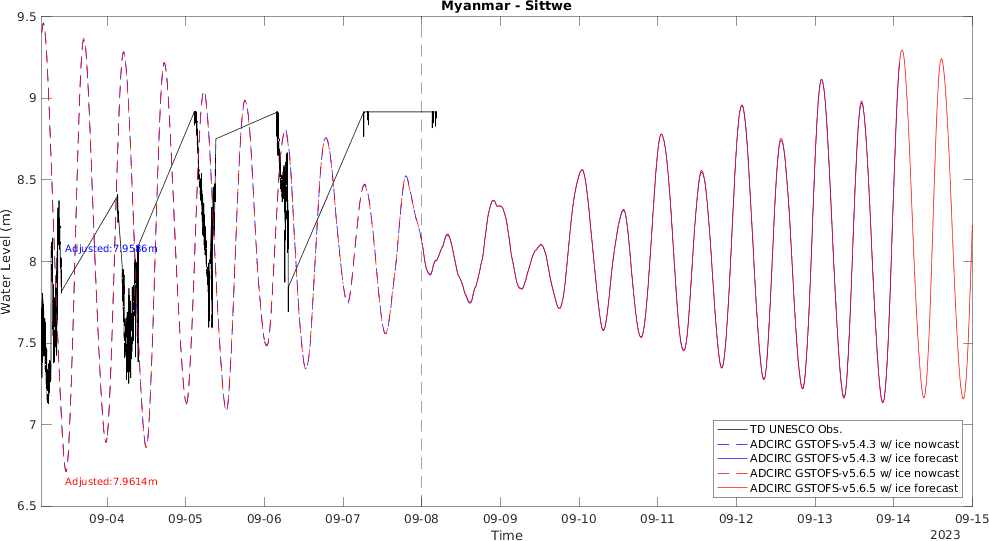 Myanmar - Sittwe
9.5
9
8.5
8
7.5
7
6.5
Water Level (m)
Adjusted:7.9586m
Adjusted:7.9614m
TD UNESCO Obs.
ADCIRC GSTOFS-v5.4.3 w/ ice nowcast
ADCIRC GSTOFS-v5.4.3 w/ ice forecast
ADCIRC GSTOFS-v5.6.5 w/ ice nowcast
ADCIRC GSTOFS-v5.6.5 w/ ice forecast
09-04 09-05 09-06 09-07 09-08 09-09 09-10 09-11 09-12 09-13 09-14 09-15
Time
2023